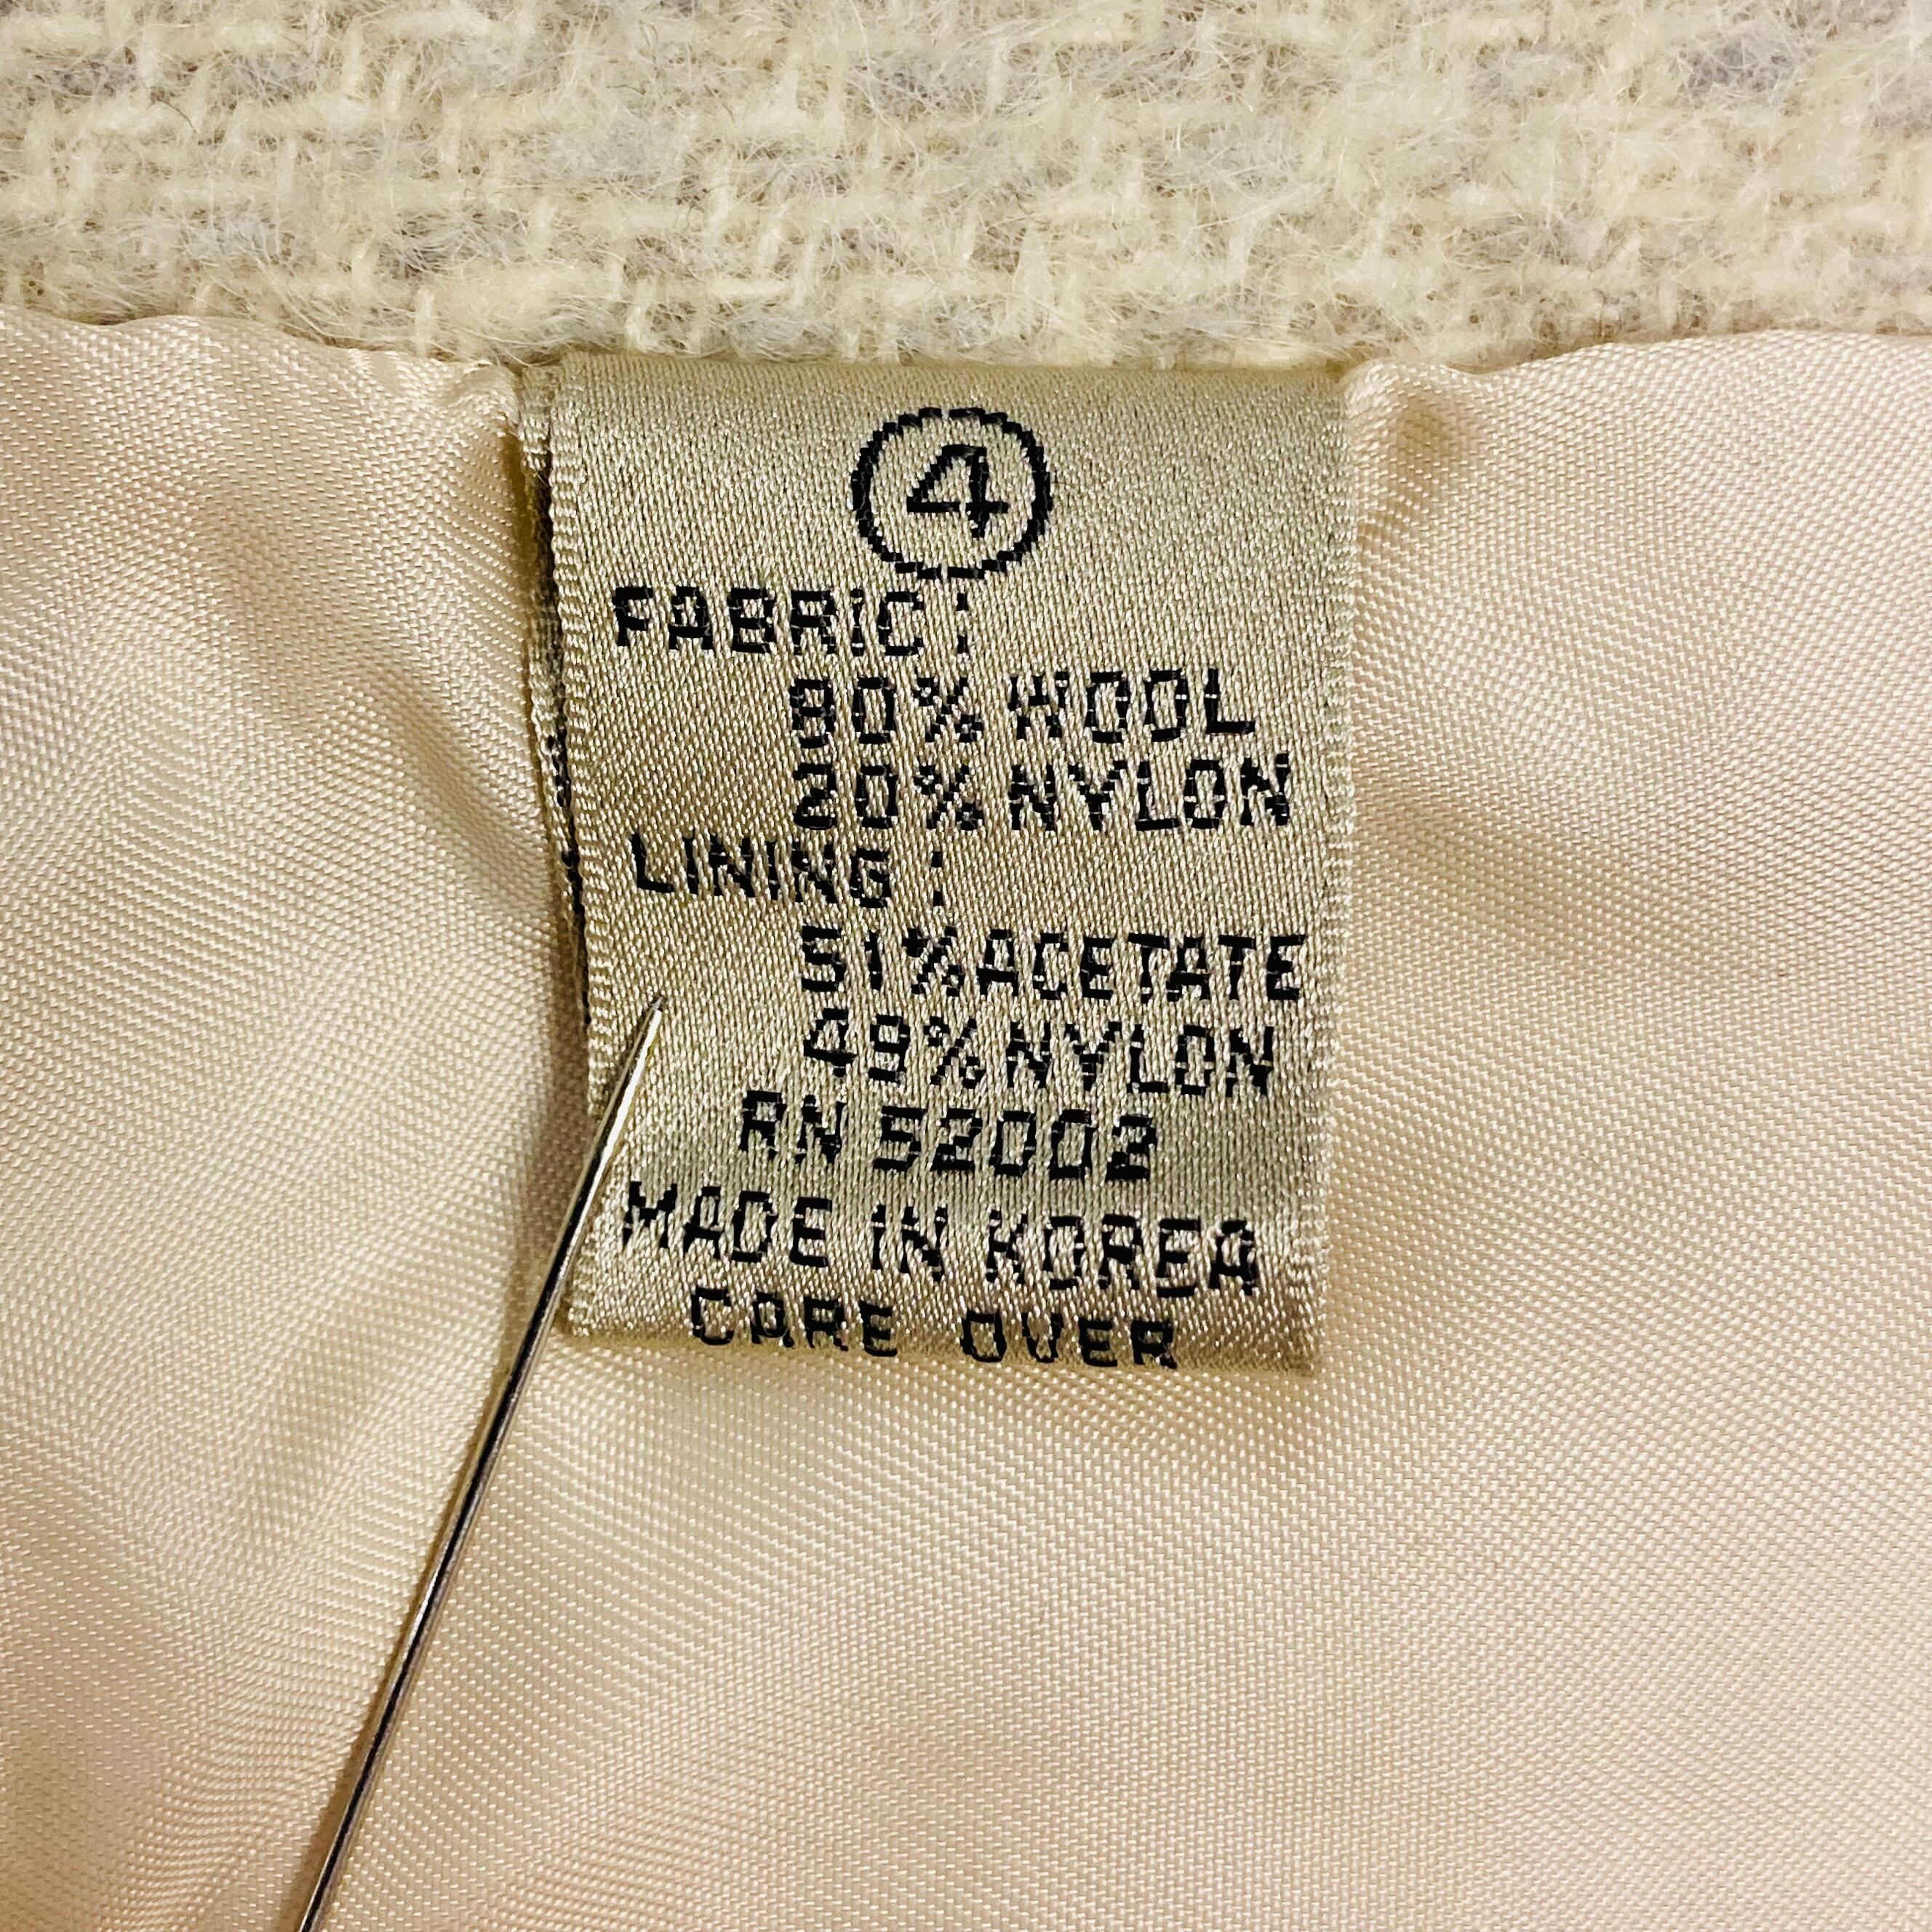 4
FABRIC:
80% WOOL
20% NYLON
LINING:
51% ACETATE
49% NYLON
RN 52002
MADE IN KOREA
CARE OVER